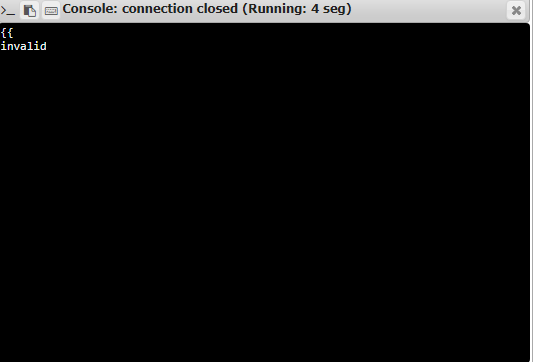 >_ Console: connection closed (Running: 4 seg)
{{
invalid